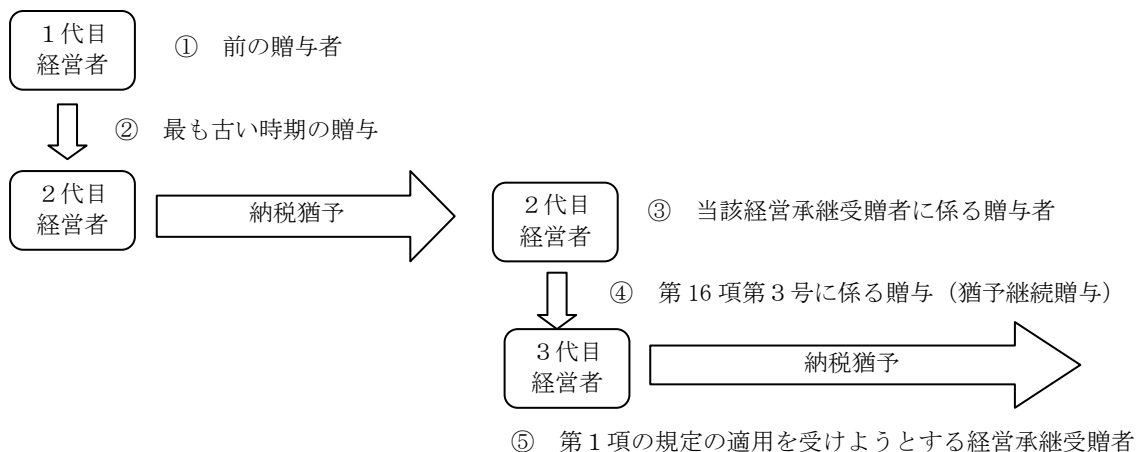 １代目
経営者
①　前の贈与者
②　最も古い時期の贈与
２代目
経営者
納税猶予
２代目
経営者
③　当該経営承継受贈者に係る贈与者
④　第 16 項第３号に係る贈与（猶予継続贈与）
３代目
経営者
納税猶予
⑤　第１項の規定の適用を受けようとする経営承継受贈者